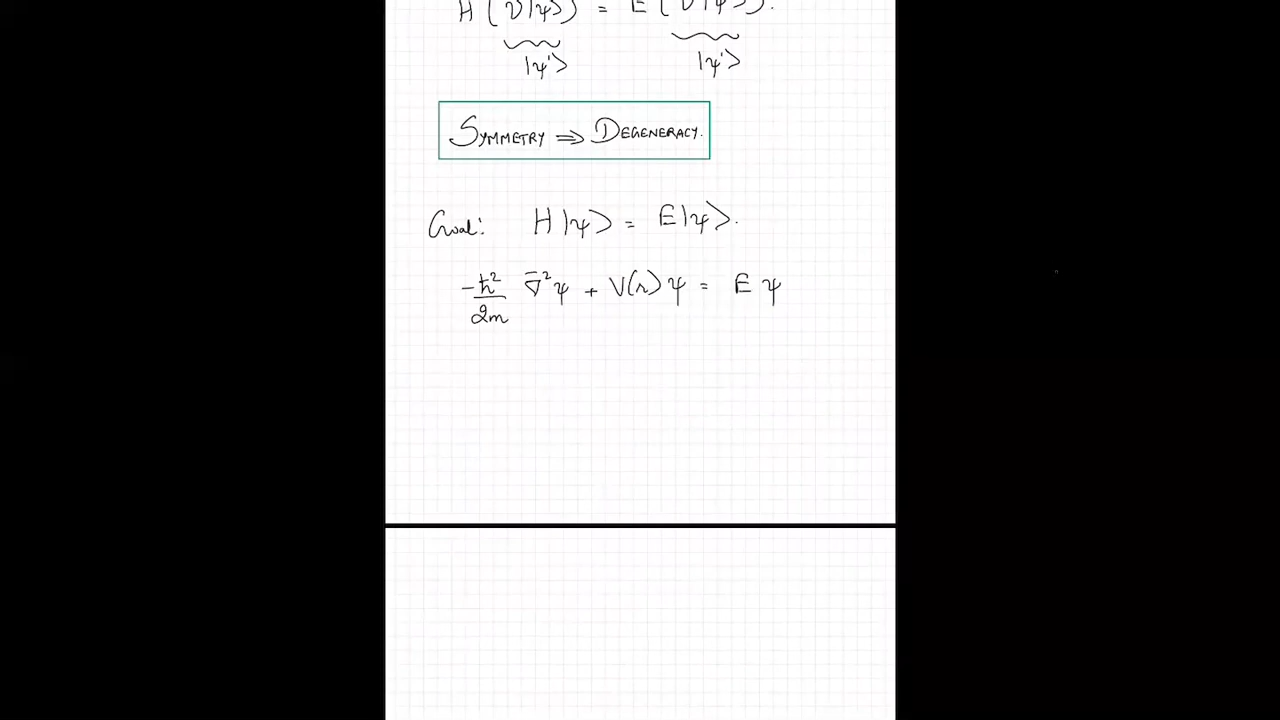 H (U|ψ>) = E (U|ψ>).
|ψ'> |ψ'>
SYMMETRY ⇒ DEGENERACY.
Goal: H|ψ> = E|ψ>.
-ħ²/2m ∇̄²ψ + V(r)ψ = Eψ